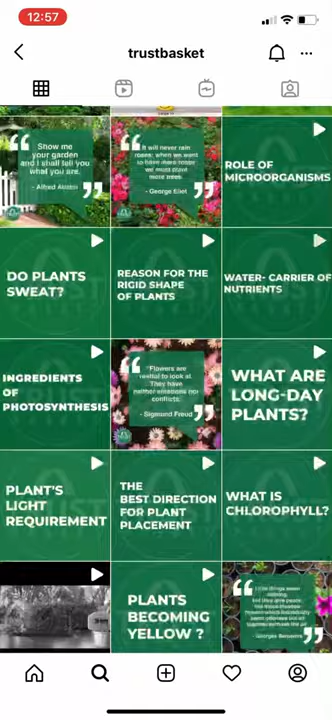 12:57
trustbasket
Show me
your garden
and I shall tell you
what you are.
- Alfred Austin
It will never rain
roses: when we want
to have more roses
we must plant
more trees.
- George Eliot
ROLE OF
MICROORGANISMS
DO PLANTS
SWEAT?
REASON FOR THE
RIGID SHAPE
OF PLANTS
WATER- CARRIER OF
NUTRIENTS
INGREDIENTS
OF
PHOTOSYNTHESIS
"Flowers are
restful to look at.
They have
neither emotions nor
conflicts.
- Sigmund Freud
WHAT ARE
LONG-DAY
PLANTS?
PLANT'S
LIGHT
REQUIREMENT
THE
BEST DIRECTION
FOR PLANT
PLACEMENT
WHAT IS
CHLOROPHYLL?
PLANTS
BECOMING
YELLOW ?